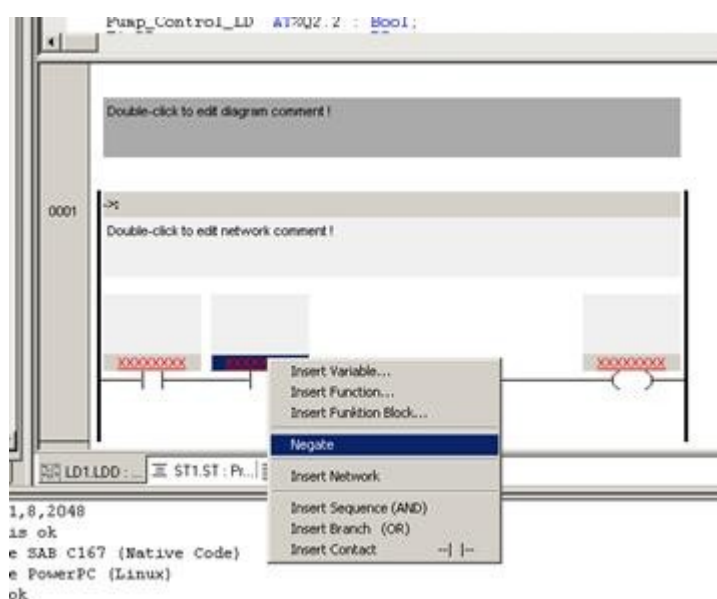 Pump_Control_LD AT%Q2.2 : Bool;
Double-click to edit diagram comment !
0001
Double-click to edit network comment !
XXXXXXXX
XXXXXXXX
XXXXXXXX
Insert Variable...
Insert Function...
Insert Funktion Block...
Negate
Insert Network
Insert Sequence (AND)
Insert Branch (OR)
Insert Contact --| |--
LD1.LDD : ... ST1.ST : Pr...
1,8,2048
is ok
e SAB C167 (Native Code)
e PowerPC (Linux)
ok